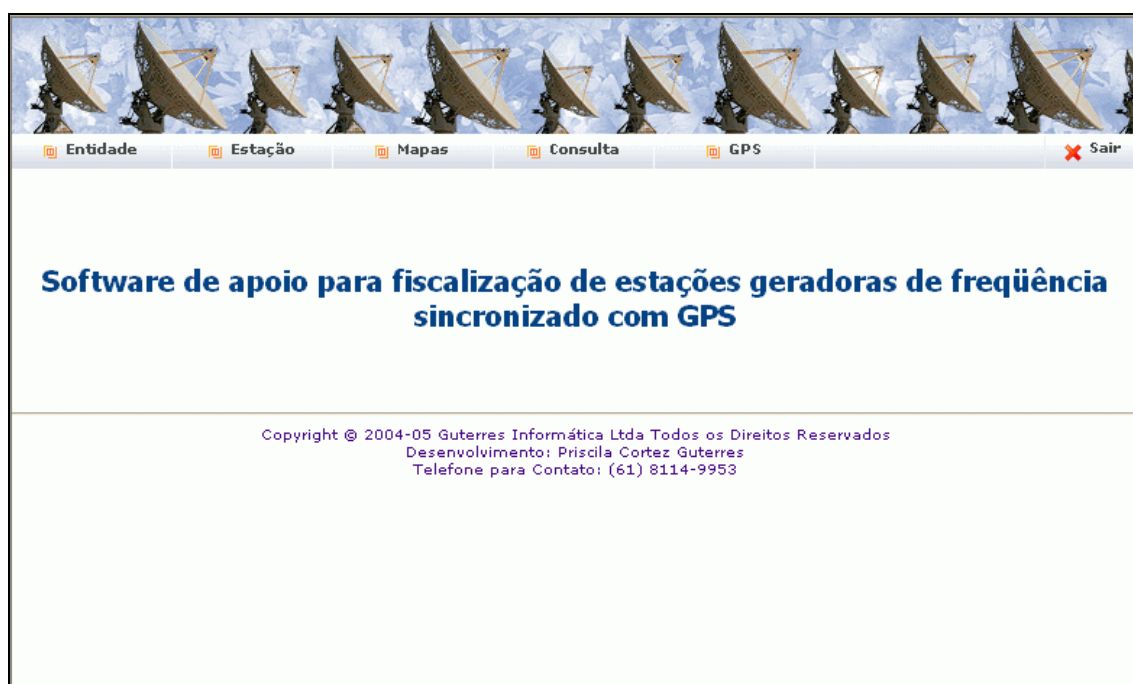 Entidade Estação Mapas Consulta GPS Sair
Software de apoio para fiscalização de estações geradoras de freqüência
sincronizado com GPS
Copyright © 2004-05 Guterres Informática Ltda Todos os Direitos Reservados
Desenvolvimento: Priscila Cortez Guterres
Telefone para Contato: (61) 8114-9953